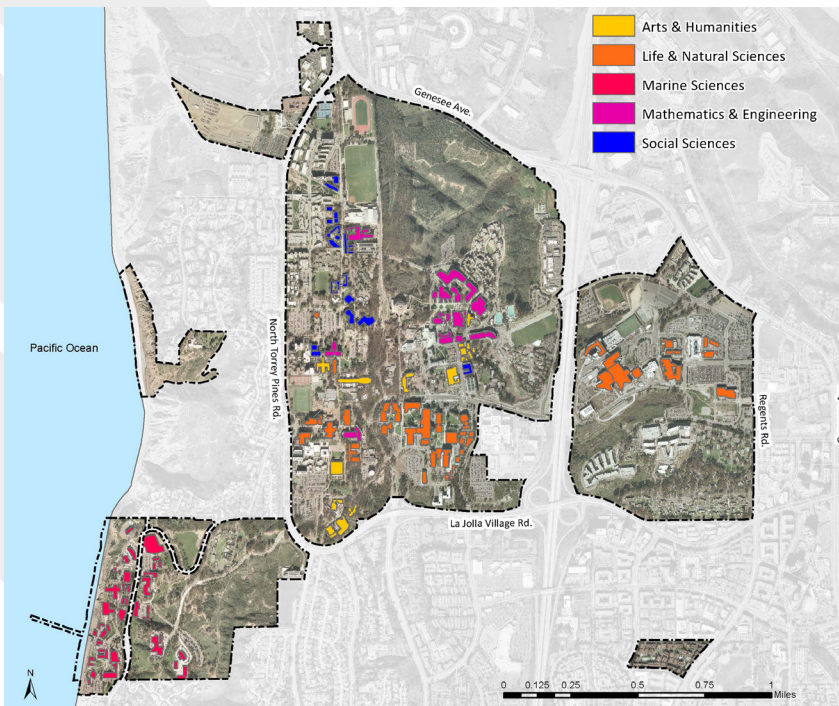 Arts & Humanities
Life & Natural Sciences
Marine Sciences
Mathematics & Engineering
Social Sciences
Genesee Ave.
North Torrey Pines Rd.
Pacific Ocean
Regents Rd.
La Jolla Village Rd.
N
0 0.125 0.25 0.5 0.75 1
Miles